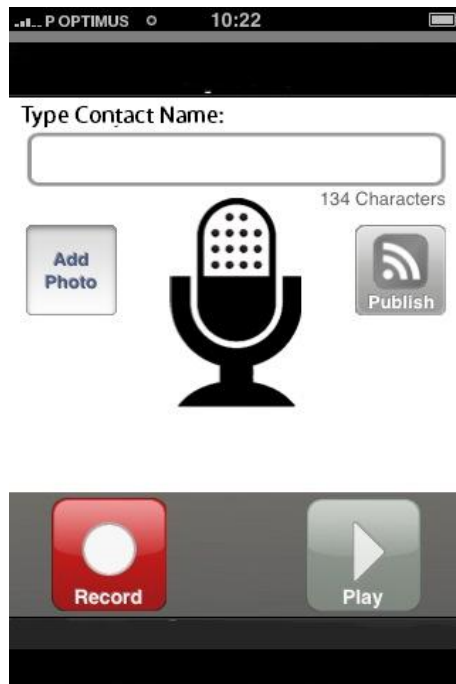 P OPTIMUS 10:22
Type Contact Name:
134 Characters
Add
Photo
Publish
Record
Play